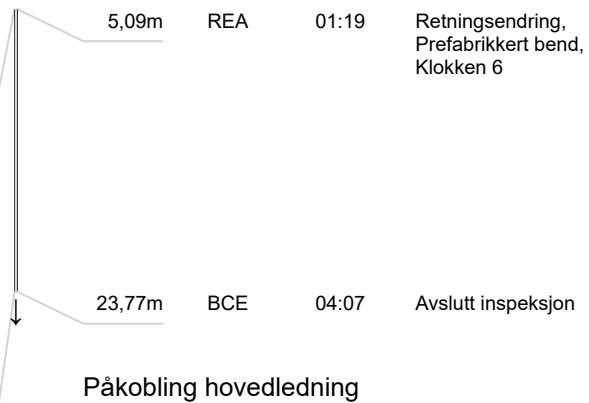 5,09m REA 01:19 Retningsendring,
Prefabrikkert bend,
Klokken 6
23,77m BCE 04:07 Avslutt inspeksjon
Påkobling hovedledning